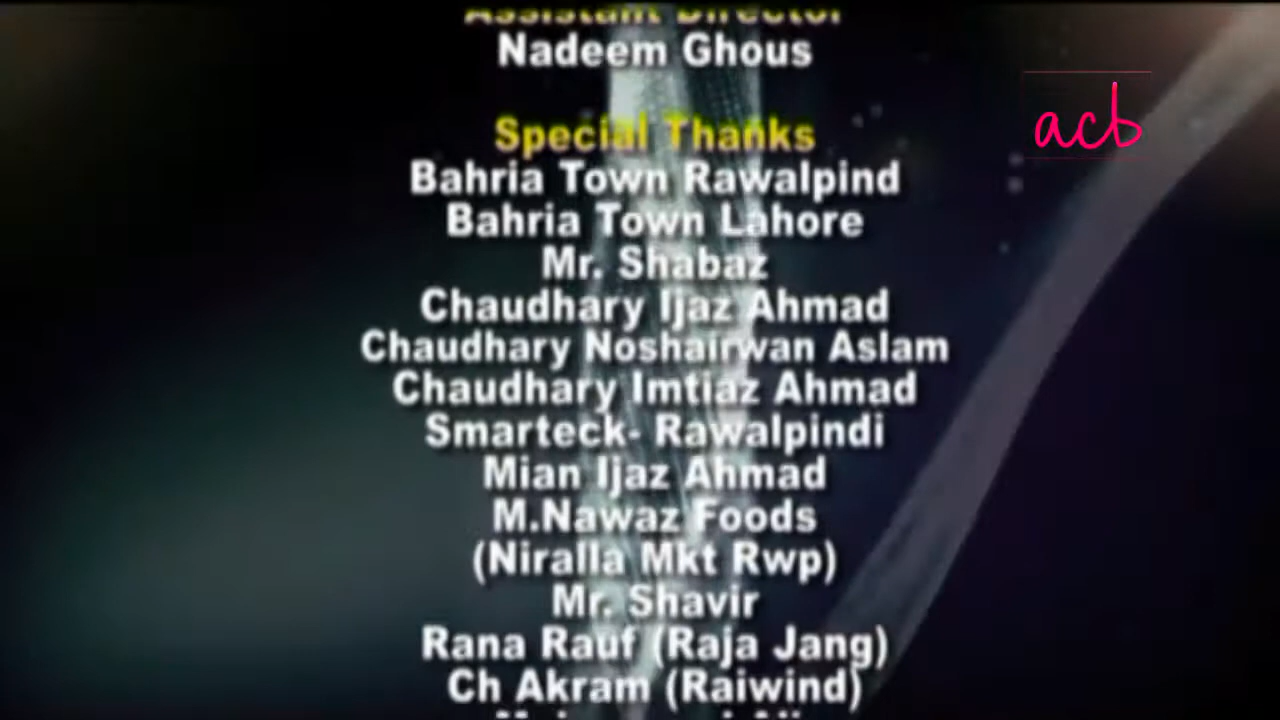 Assistant Director
Nadeem Ghous
acb
Special Thanks
Bahria Town Rawalpind
Bahria Town Lahore
Mr. Shabaz
Chaudhary Ijaz Ahmad
Chaudhary Noshairwan Aslam
Chaudhary Imtiaz Ahmad
Smarteck- Rawalpindi
Mian Ijaz Ahmad
M.Nawaz Foods
(Niralla Mkt Rwp)
Mr. Shavir
Rana Rauf (Raja Jang)
Ch Akram (Raiwind)